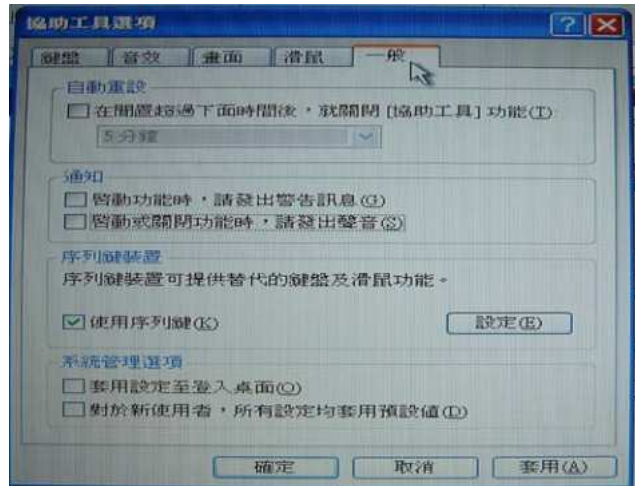 協助工具選項
鍵盤 音效 畫面 滑鼠 一般
自動重設
在閒置超過下面時間後，就關閉 [協助工具] 功能(T)
5 分鐘
通知
啟動功能時，請發出警告訊息(G)
啟動或關閉功能時，請發出聲音(S)
序列鍵裝置
序列鍵裝置可提供替代的鍵盤及滑鼠功能。
使用序列鍵(K)
設定(E)
系統管理選項
套用設定至登入桌面(O)
對於新使用者，所有設定均套用預設值(D)
確定 取消 套用(A)